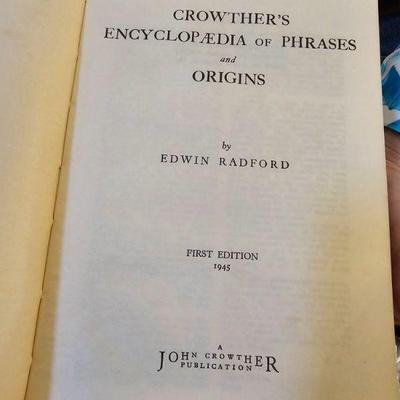 CROWTHER'S
ENCYCLOPÆDIA OF PHRASES
and
ORIGINS
by
EDWIN RADFORD
FIRST EDITION
1945
A
JOHN CROWTHER
PUBLICATION